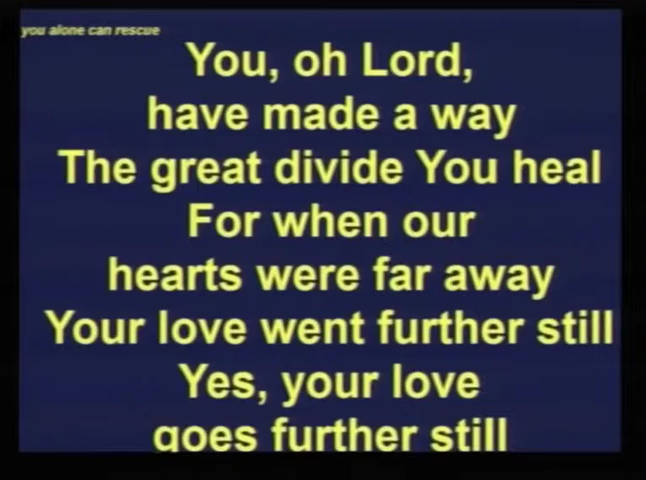 you alone can rescue
You, oh Lord,
have made a way
The great divide You heal
For when our
hearts were far away
Your love went further still
Yes, your love
goes further still